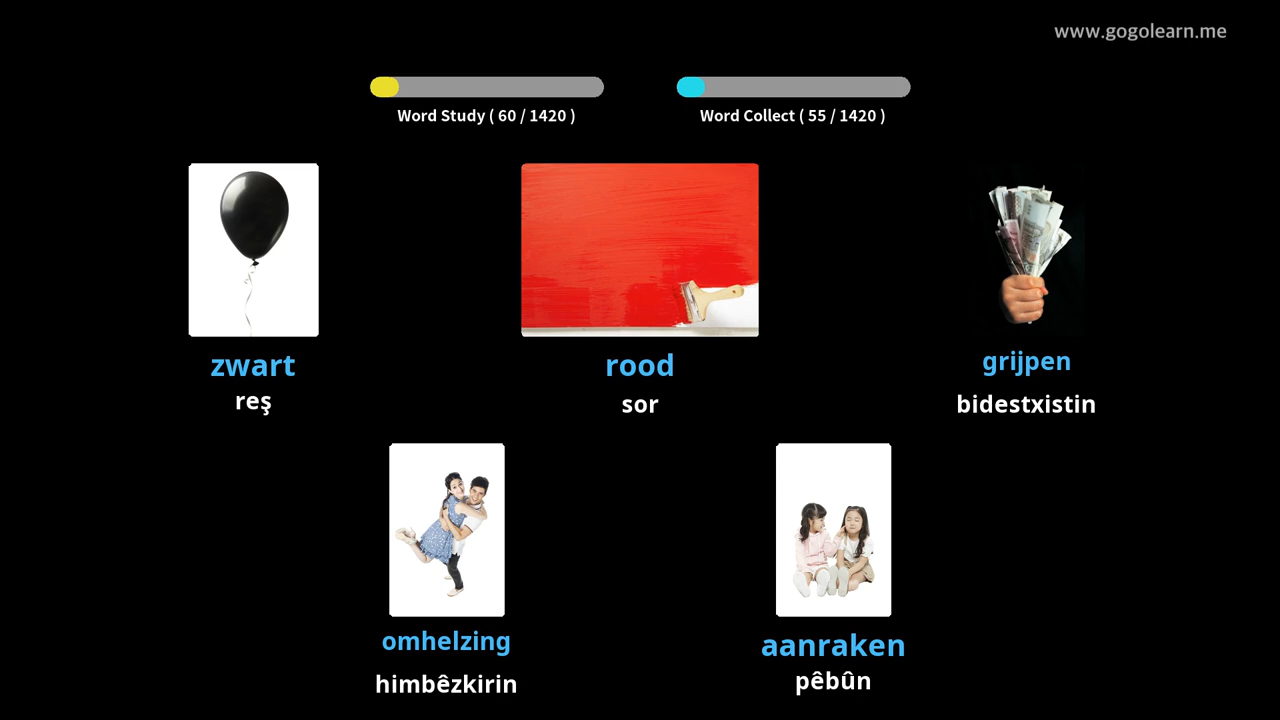 www.gogolearn.me
Word Study ( 60 / 1420 )
Word Collect ( 55 / 1420 )
zwart
reş
rood
sor
grijpen
bidestxistin
omhelzing
himbêzkirin
aanraken
pêbûn